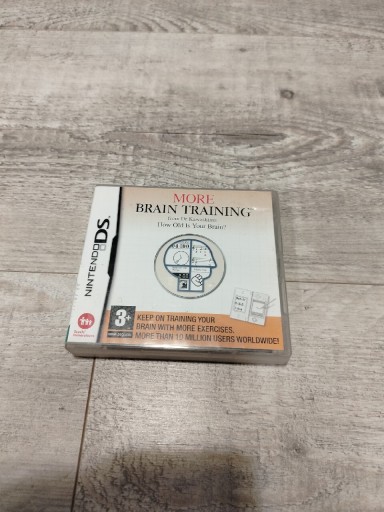 MORE
BRAIN TRAINING
from Dr Kawashima
How Old Is Your Brain?
NINTENDO DS
3+
KEEP ON TRAINING YOUR
BRAIN WITH MORE EXERCISES.
MORE THAN 10 MILLION USERS WORLDWIDE!